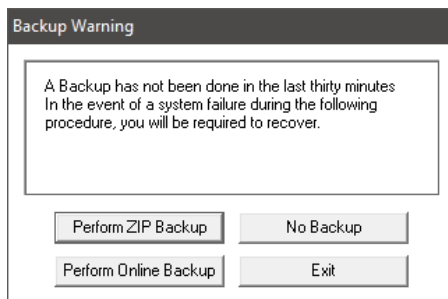 Backup Warning
A Backup has not been done in the last thirty minutes
In the event of a system failure during the following
procedure, you will be required to recover.
Perform ZIP Backup
No Backup
Perform Online Backup
Exit